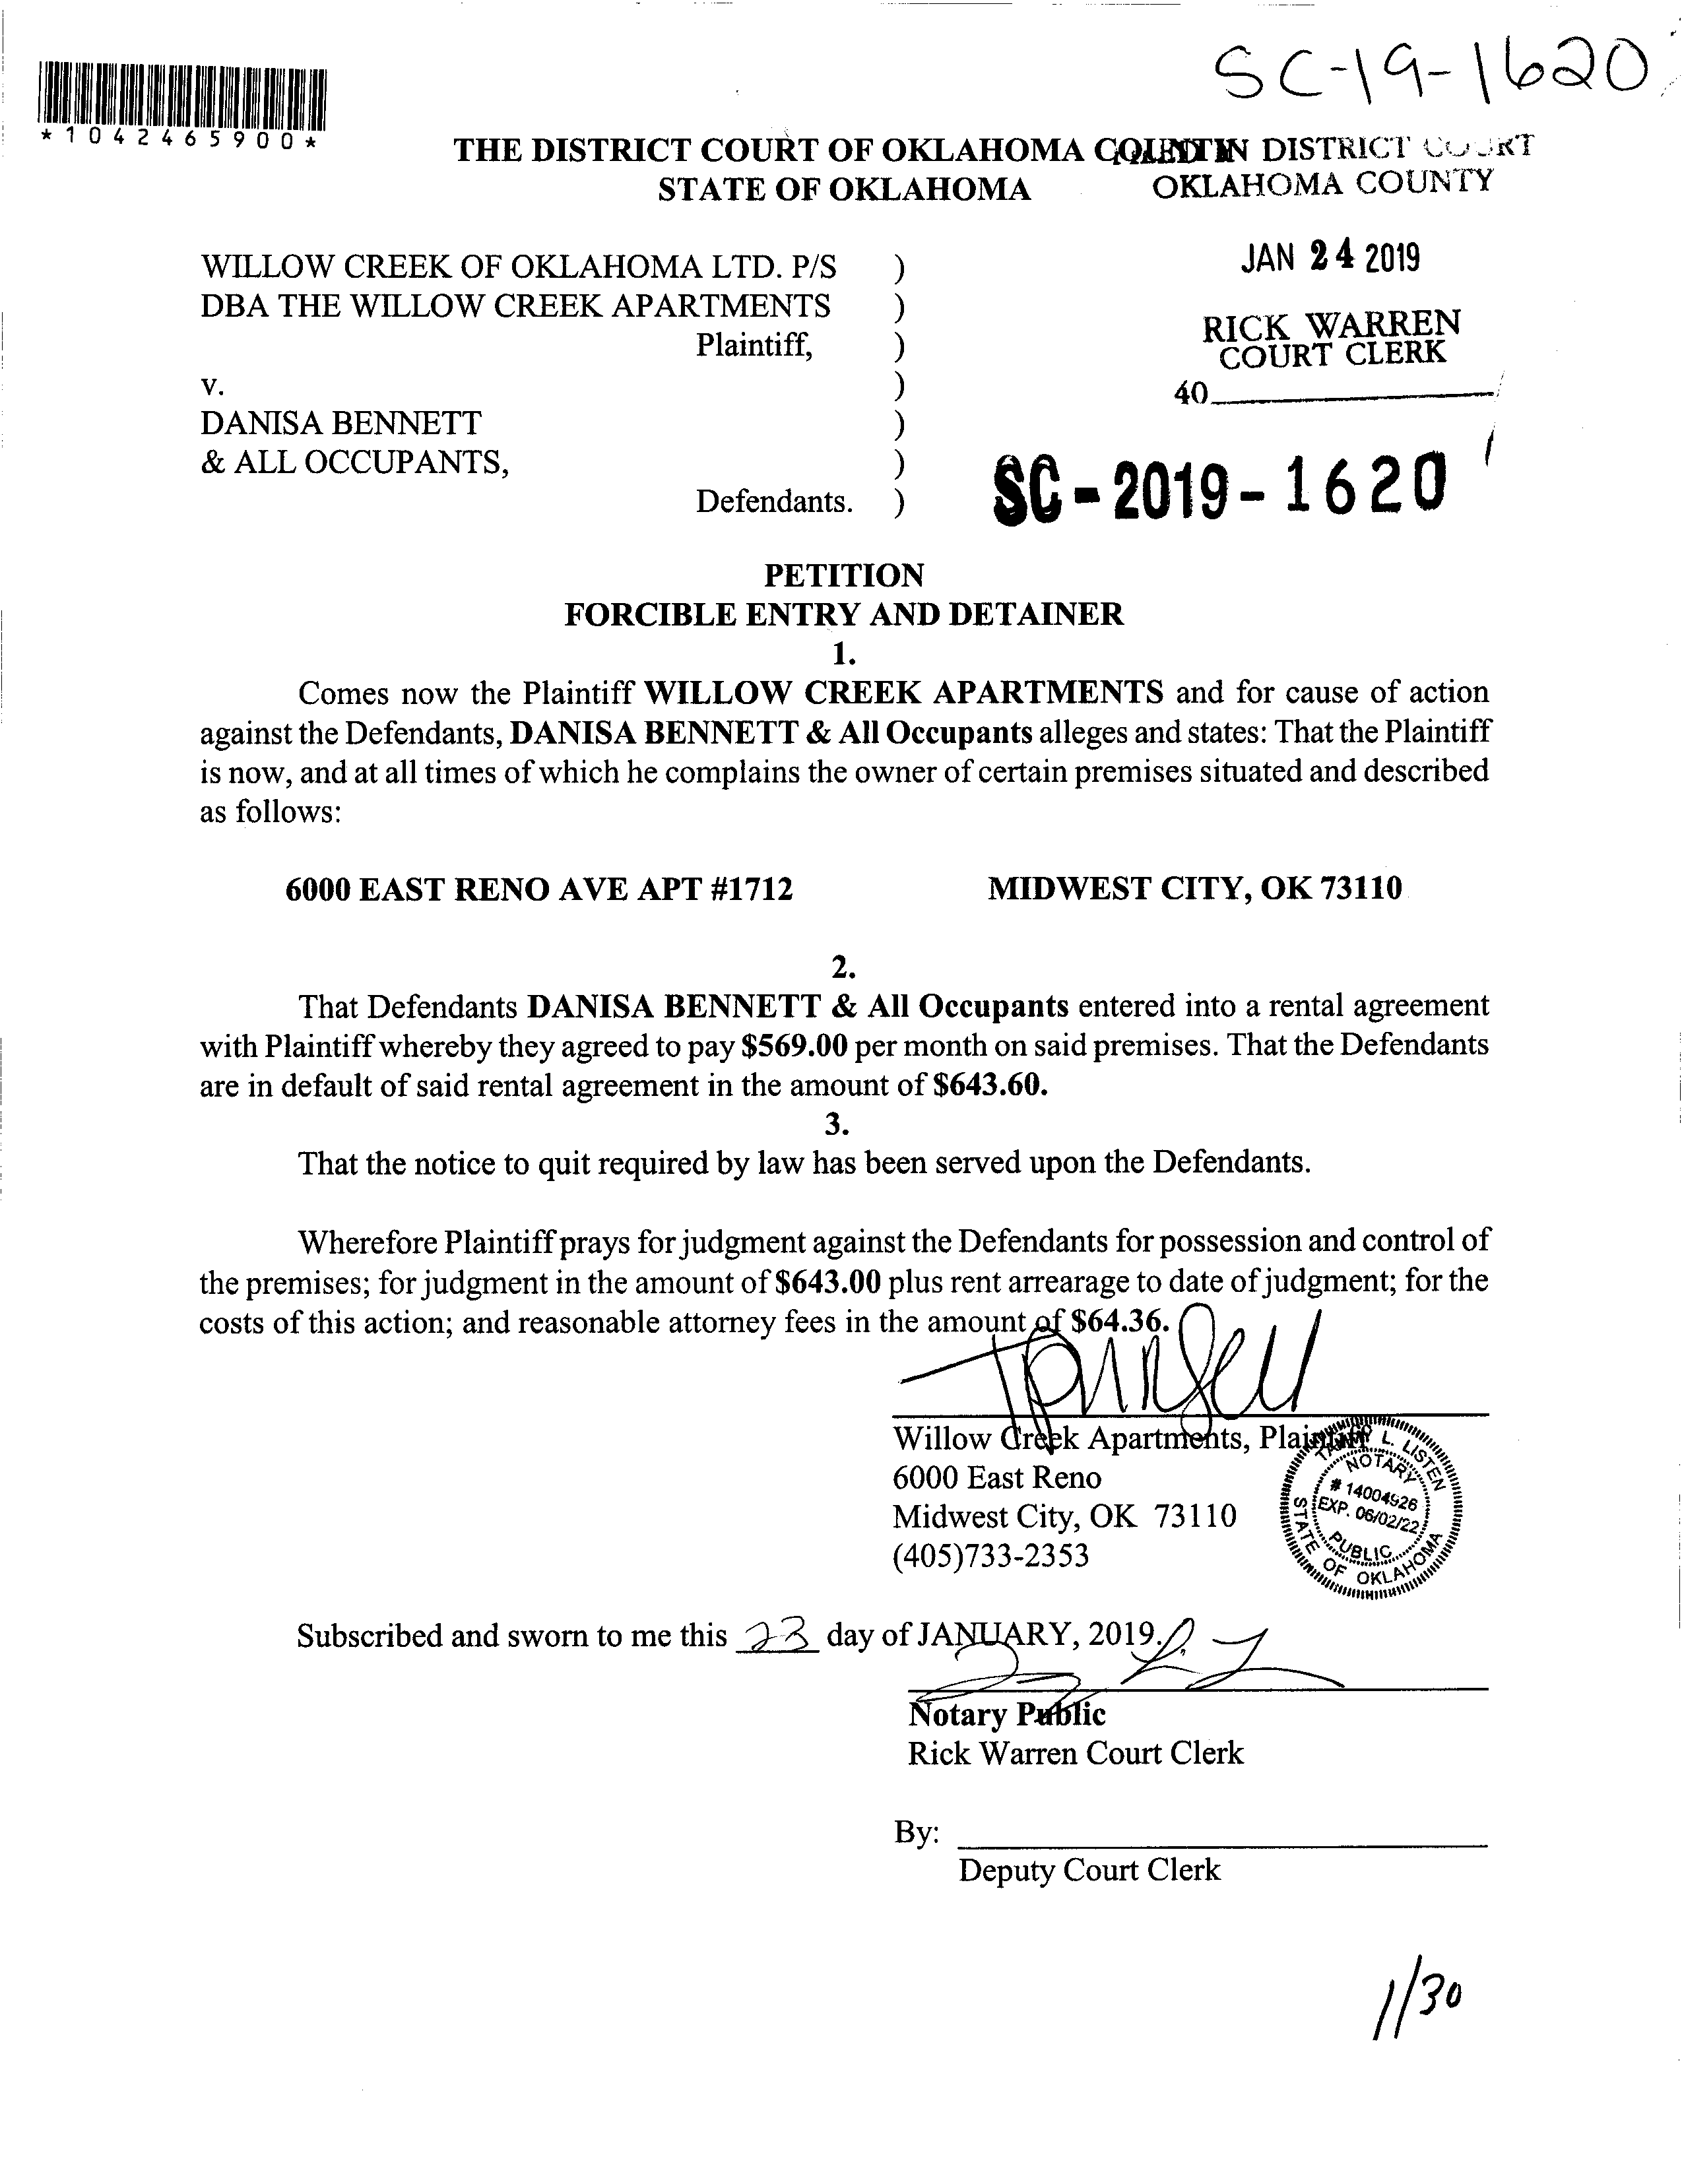 SC-19-1620
*1042465900*
THE DISTRICT COURT OF OKLAHOMA IN DISTRICT COURT
STATE OF OKLAHOMA OKLAHOMA COUNTY
WILLOW CREEK OF OKLAHOMA LTD. P/S )
DBA THE WILLOW CREEK APARTMENTS )
Plaintiff, )
v. )
DANISA BENNETT )
& ALL OCCUPANTS, )
Defendants. )
JAN 24 2019
RICK WARREN
COURT CLERK
40
SC-2019-1620
PETITION
FORCIBLE ENTRY AND DETAINER
1.
Comes now the Plaintiff WILLOW CREEK APARTMENTS and for cause of action
against the Defendants, DANISA BENNETT & All Occupants alleges and states: That the Plaintiff
is now, and at all times of which he complains the owner of certain premises situated and described
as follows:
6000 EAST RENO AVE APT #1712 MIDWEST CITY, OK 73110
2.
That Defendants DANISA BENNETT & All Occupants entered into a rental agreement
with Plaintiff whereby they agreed to pay $569.00 per month on said premises. That the Defendants
are in default of said rental agreement in the amount of $643.60.
3.
That the notice to quit required by law has been served upon the Defendants.
Wherefore Plaintiff prays for judgment against the Defendants for possession and control of
the premises; for judgment in the amount of $643.00 plus rent arrearage to date of judgment; for the
costs of this action; and reasonable attorney fees in the amount of $64.36.
Willow Creek Apartments, Plaintiff
6000 East Reno
Midwest City, OK 73110
(405)733-2353
L. LISTEN
NOTARY
# 14004926
EXP. 06/02/22
PUBLIC
STATE OF OKLAHOMA
Subscribed and sworn to me this 23 day of JANUARY, 2019.
Notary Public
Rick Warren Court Clerk
By:
Deputy Court Clerk
1/30